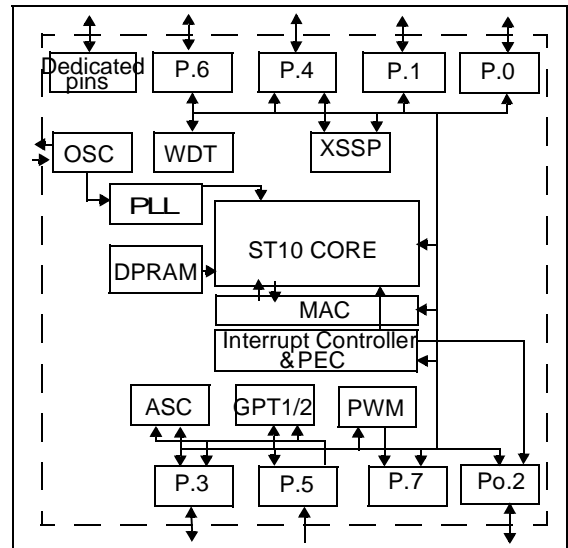 Dedicated
pins
P.6
P.4
P.1
P.0
OSC
WDT
XSSP
PLL
ST10 CORE
DPRAM
MAC
Interrupt Controller
&PEC
ASC
GPT1/2
PWM
P.3
P.5
P.7
Po.2